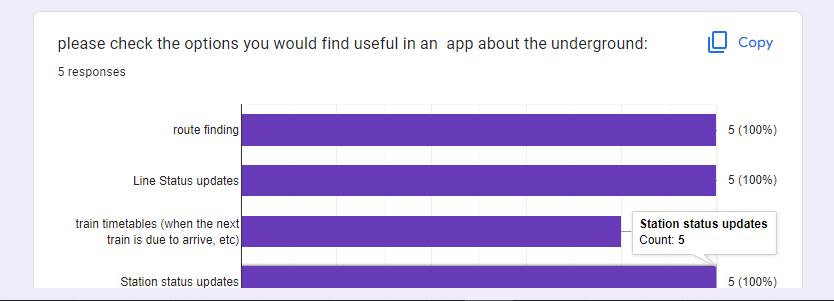 please check the options you would find useful in an  app about the underground:
Copy
5 responses
route finding
5 (100%)
Line Status updates
5 (100%)
train timetables (when the next
train is due to arrive, etc)
Station status updates
Count: 5
Station status updates
5 (100%)